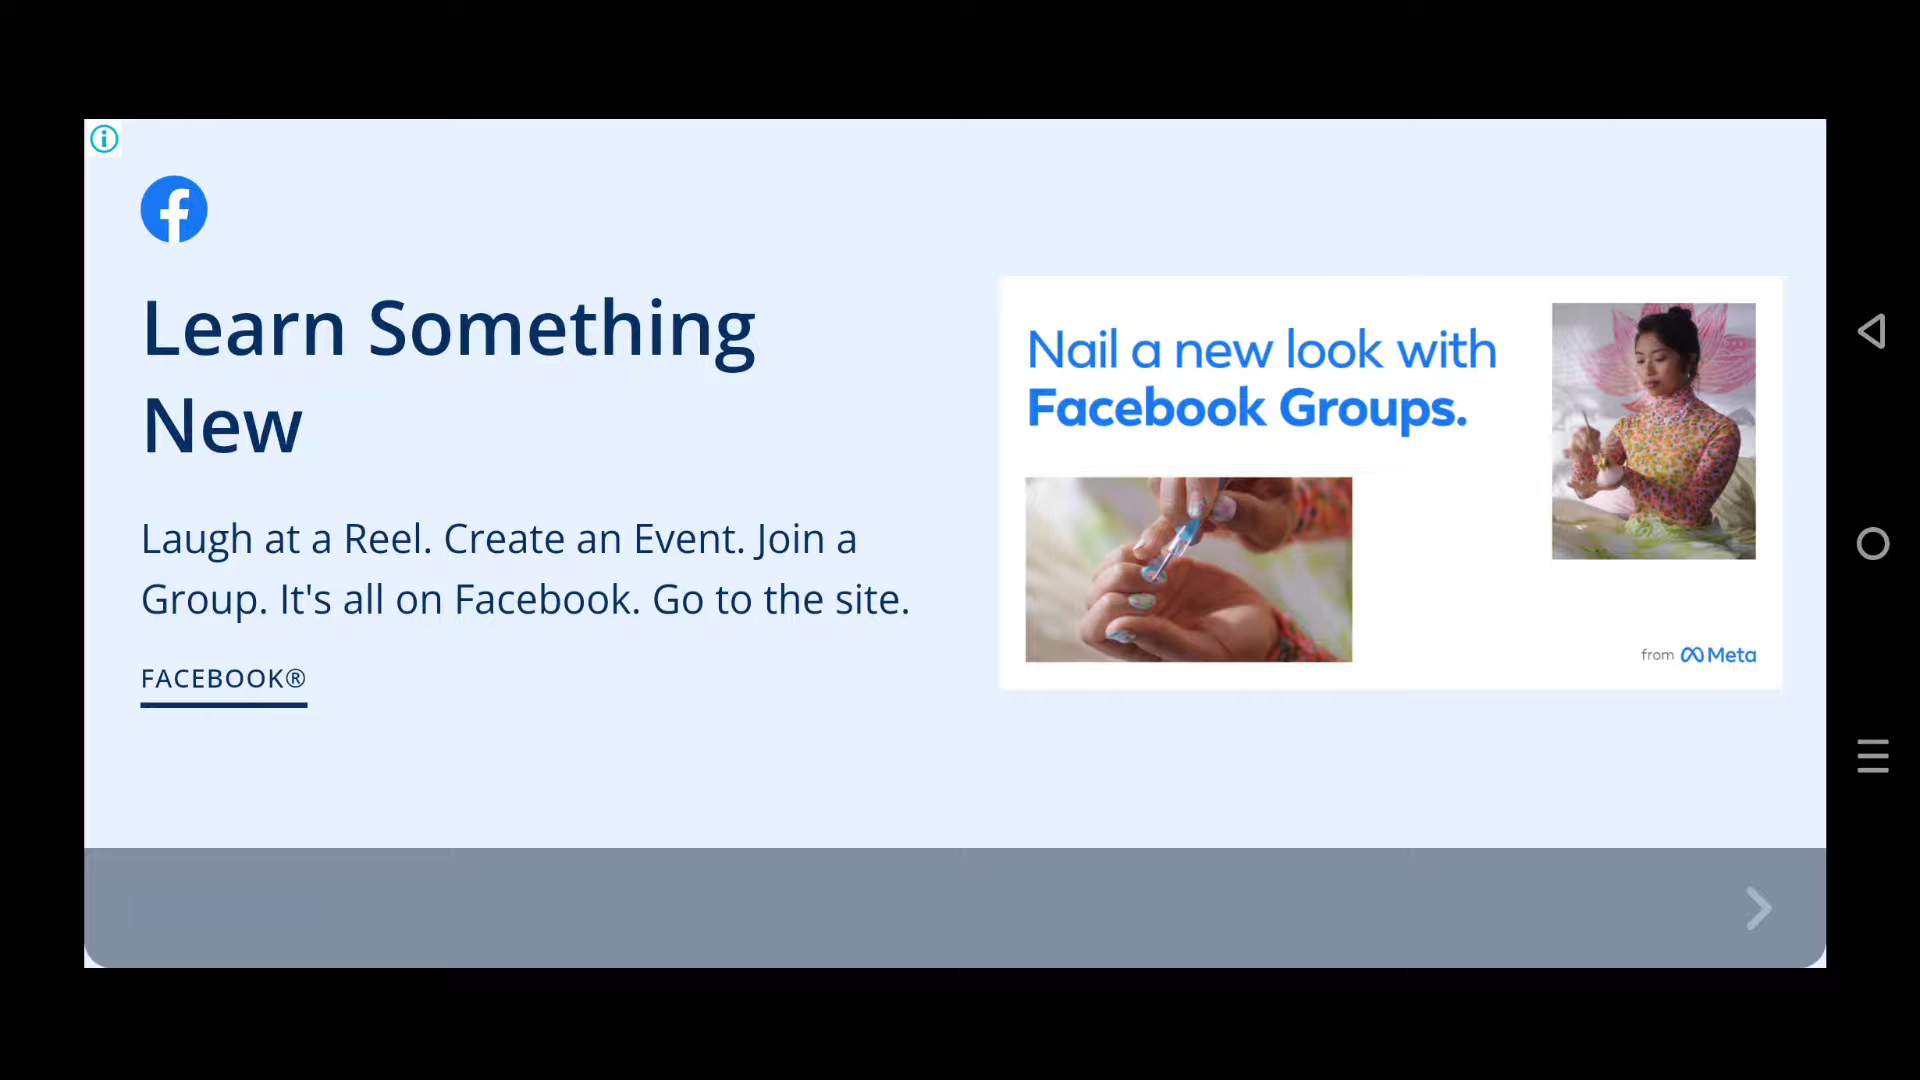 Learn Something
New
Laugh at a Reel. Create an Event. Join a
Group. It's all on Facebook. Go to the site.
FACEBOOK®
Nail a new look with
Facebook Groups.
from Meta